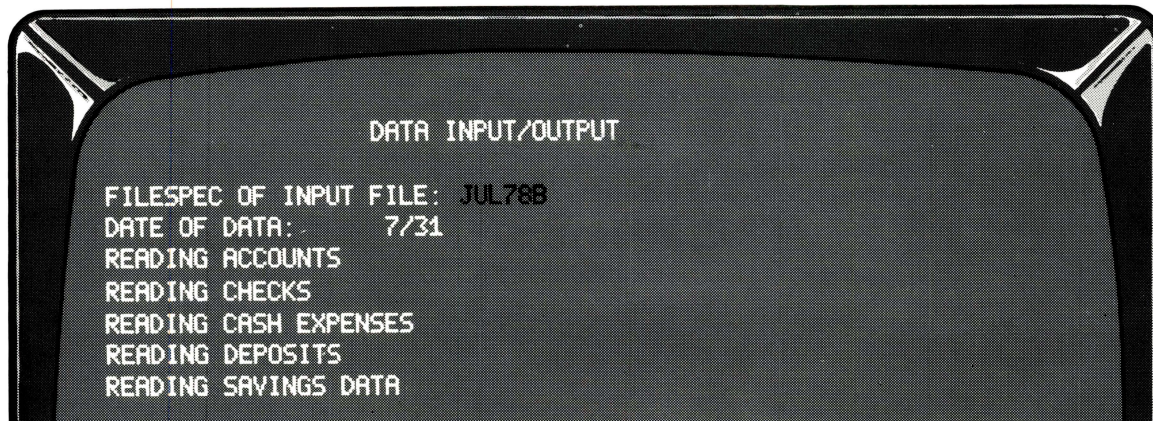 DATA INPUT/OUTPUT
FILESPEC OF INPUT FILE: JUL78B
DATE OF DATA: 7/31
READING ACCOUNTS
READING CHECKS
READING CASH EXPENSES
READING DEPOSITS
READING SAVINGS DATA